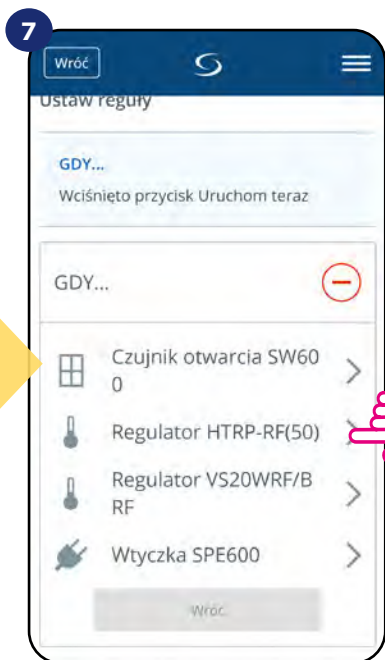 7
Wróć
Ustaw reguły
GDY...
Wciśnięto przycisk Uruchom teraz
GDY...
Czujnik otwarcia SW60
0
Regulator HTRP-RF(50)
Regulator VS20WRF/B
RF
Wtyczka SPE600
Wróć